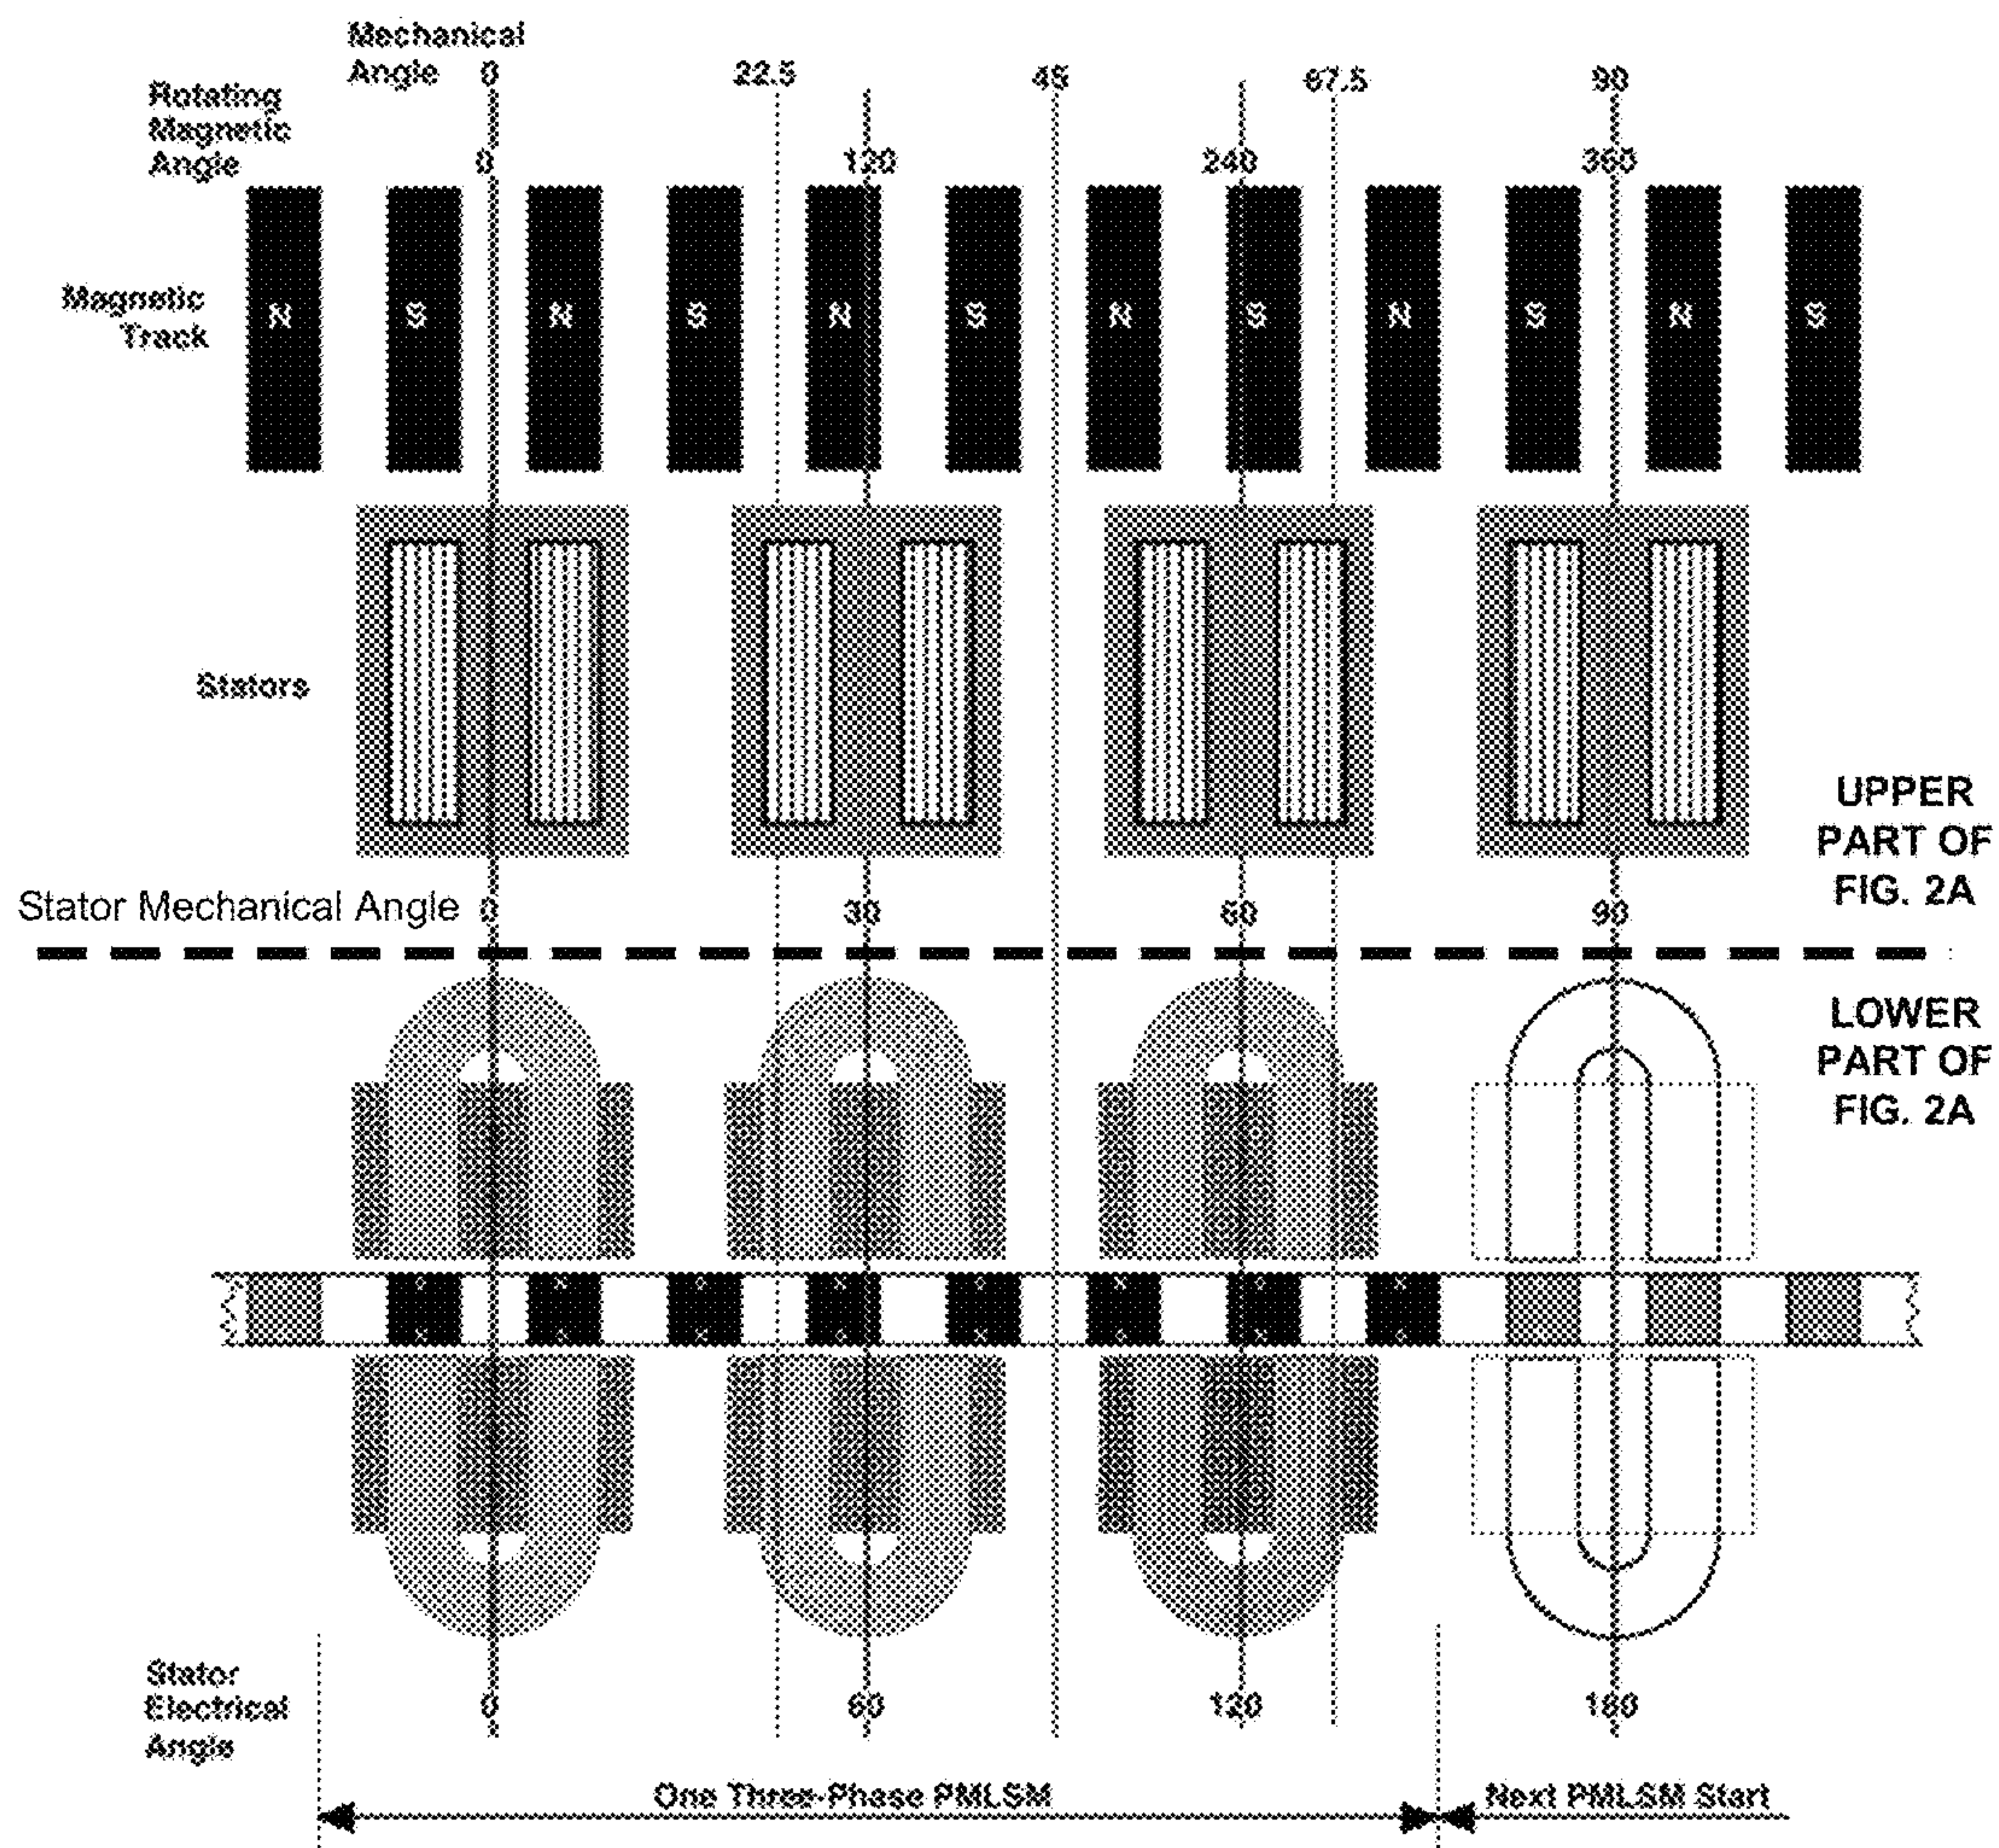 Mechanical
Angle 0 22.5 45 67.5 90
Rotating
Magnetic
Angle 0 120 240 360
Magnetic
Track
N S N S N S N S N S N S
Stators
UPPER
PART OF
FIG. 2A
Stator Mechanical Angle 0 30 60 90
LOWER
PART OF
FIG. 2A
Stator
Electrical
Angle
0 60 120 180
One Three-Phase PMLSM
Next PMLSM Start